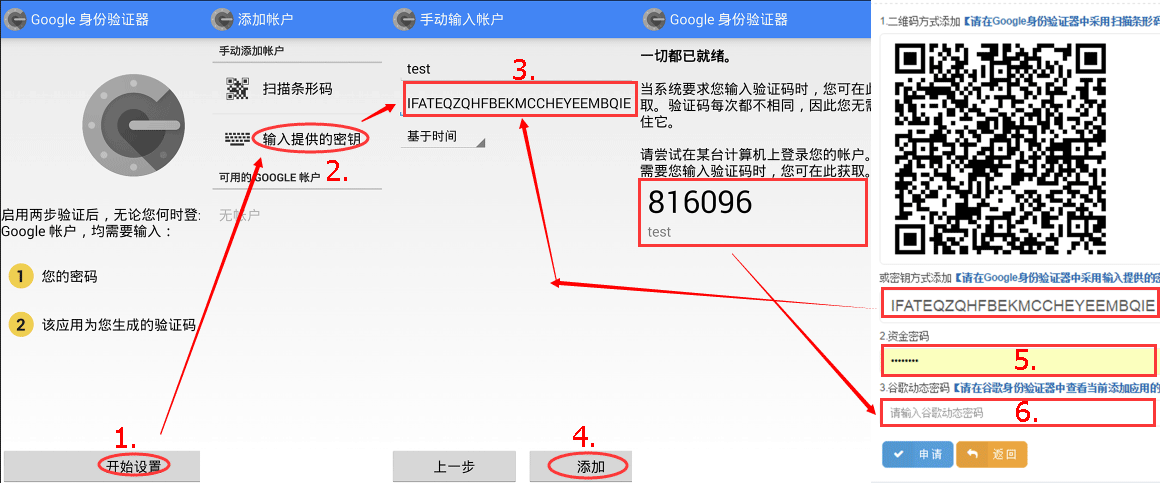 Google 身份验证器
启用两步验证后，无论您何时登:
Google 帐户，均需要输入：
1 您的密码
2 该应用为您生成的验证码
1.
开始设置
添加帐户
手动添加帐户
扫描条形码
输入提供的密钥
2.
可用的 GOOGLE 帐户
无帐户
手动输入帐户
test
3.
IFATEQZQHFBEKMCCHEYEEMBQIE
基于时间
上一步
4.
添加
Google 身份验证器
一切都已就绪。
当系统要求您输入验证码时，您可在此
取。验证码每次都不相同，因此您无需
住它。
请尝试在某台计算机上登录您的帐户。
需要您输入验证码时，您可在此获取。
816096
test
1.二维码方式添加【请在Google身份验证器中采用扫描条形码
或密钥方式添加【请在Google身份验证器中采用输入提供的密
IFATEQZQHFBEKMCCHEYEEMBQIE
2.资金密码
••••••••
5.
3.谷歌动态密码【请在谷歌身份验证器中查看当前添加应用的
请输入谷歌动态密码
6.
申请
返回